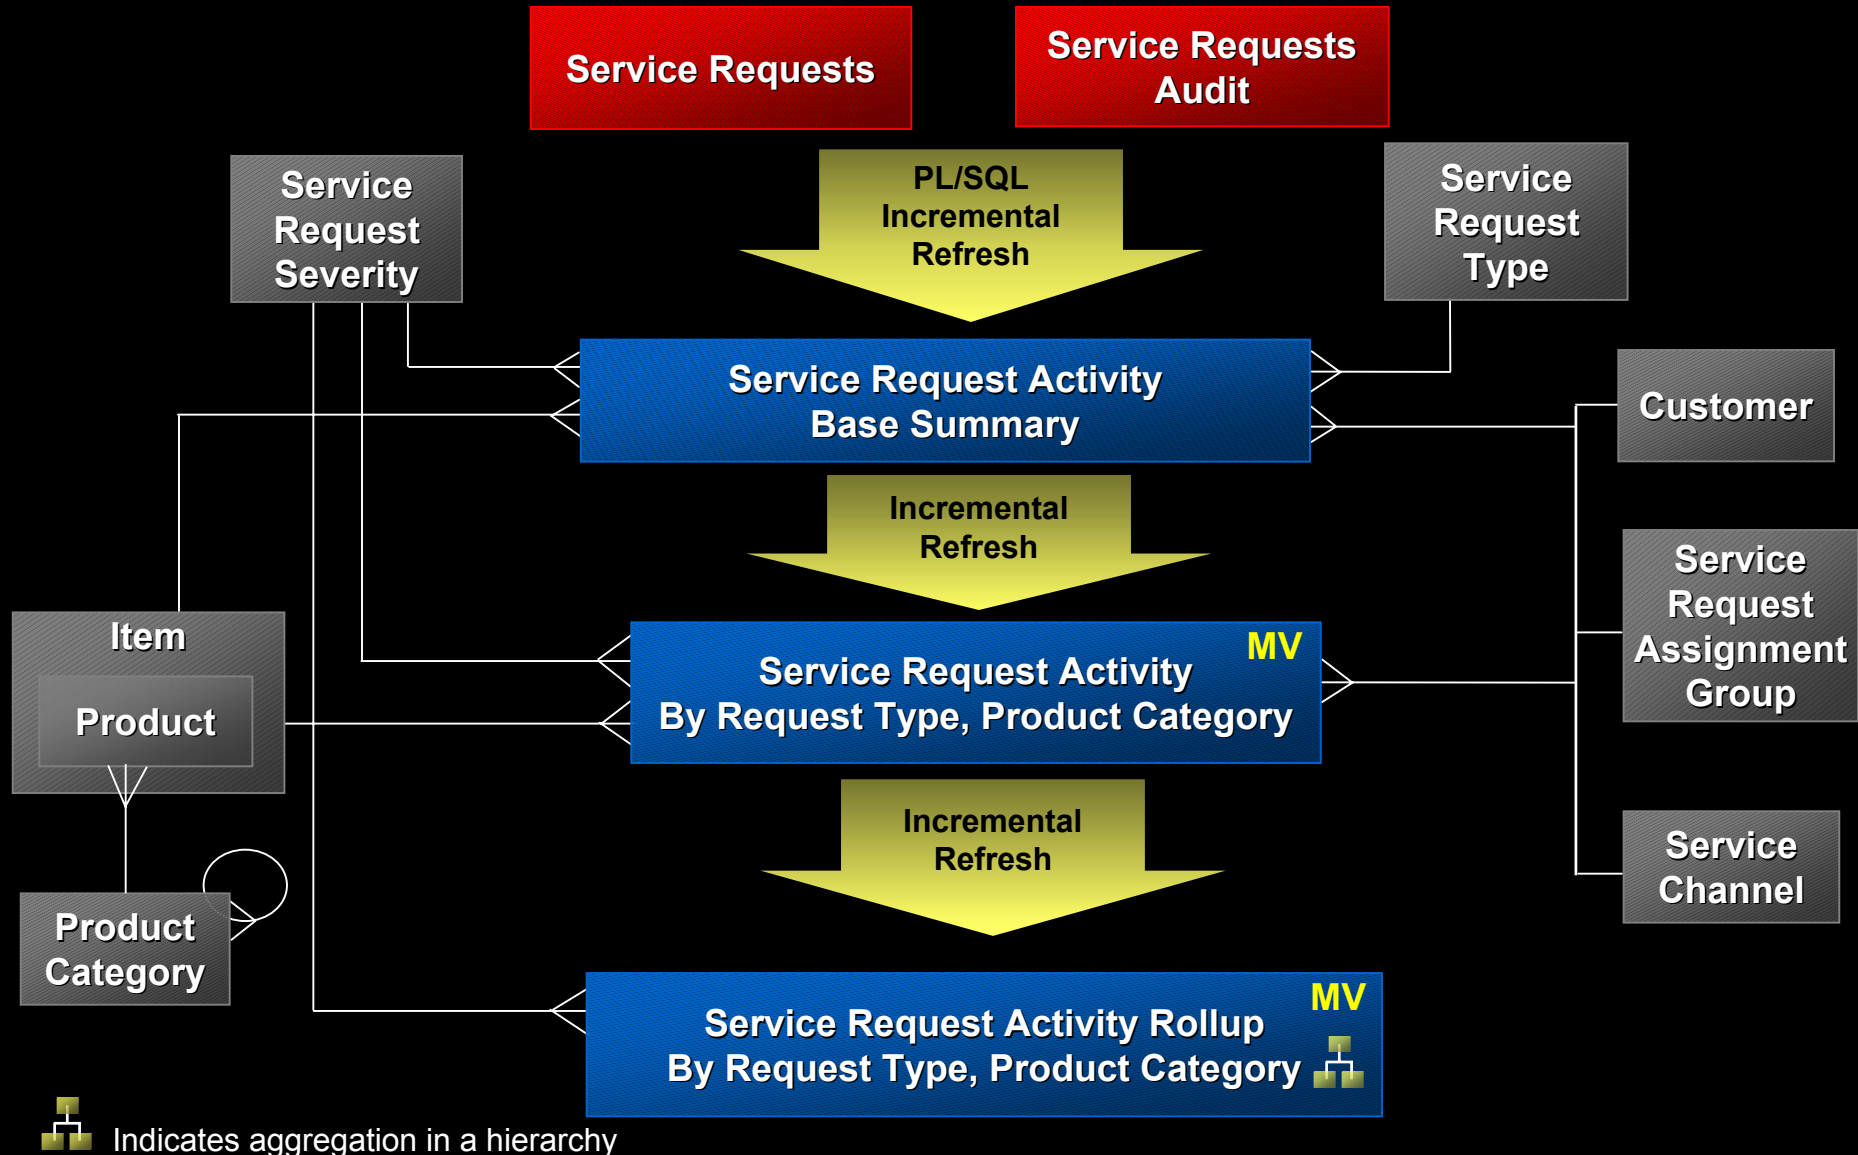 Service Requests
Service Requests
Audit
Service
Request
Severity
PL/SQL
Incremental
Refresh
Service
Request
Type
Service Request Activity
Base Summary
Customer
Incremental
Refresh
Service
Request
Assignment
Group
Item
Product
MV
Service Request Activity
By Request Type, Product Category
Incremental
Refresh
Service
Channel
Product
Category
MV
Service Request Activity Rollup
By Request Type, Product Category
Indicates aggregation in a hierarchy